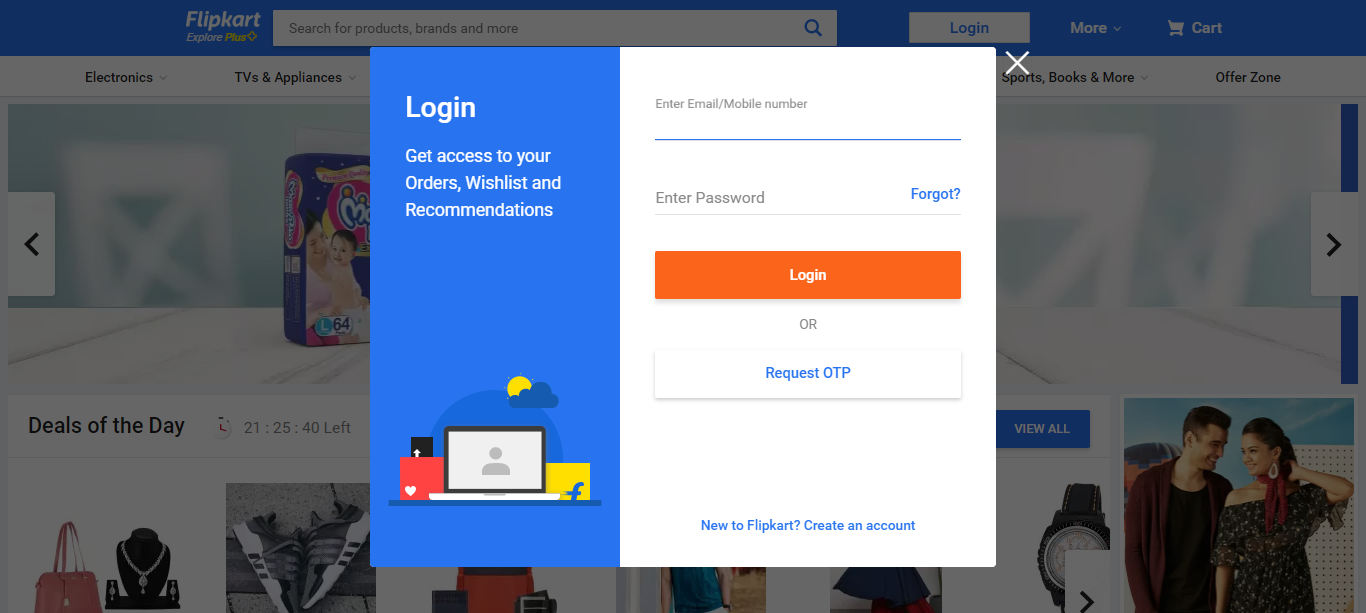 Flipkart
Explore Plus
Search for products, brands and more
Login
More
Cart
Electronics
TVs & Appliances
Sports, Books & More
Offer Zone
Login
Get access to your
Orders, Wishlist and
Recommendations
Enter Email/Mobile number
Enter Password
Forgot?
Login
OR
Request OTP
New to Flipkart? Create an account
L 64
Deals of the Day
21 : 25 : 40 Left
VIEW ALL